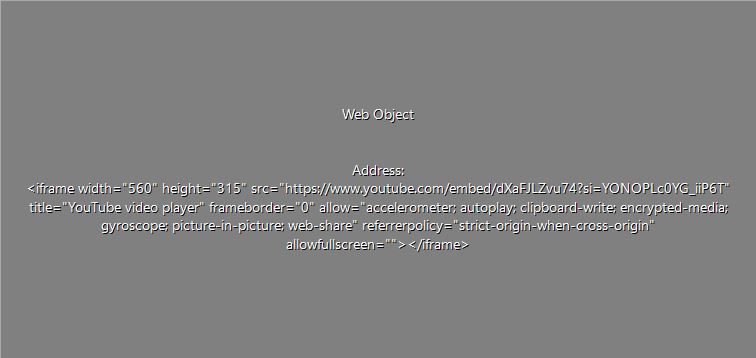 Web Object
Address:
<iframe width="560" height="315" src="https://www.youtube.com/embed/dXaFJLZvu74?si=YONOPLc0YG_iiP6T"
title="YouTube video player" frameborder="0" allow="accelerometer; autoplay; clipboard-write; encrypted-media;
gyroscope; picture-in-picture; web-share" referrerpolicy="strict-origin-when-cross-origin"
allowfullscreen=""></iframe>